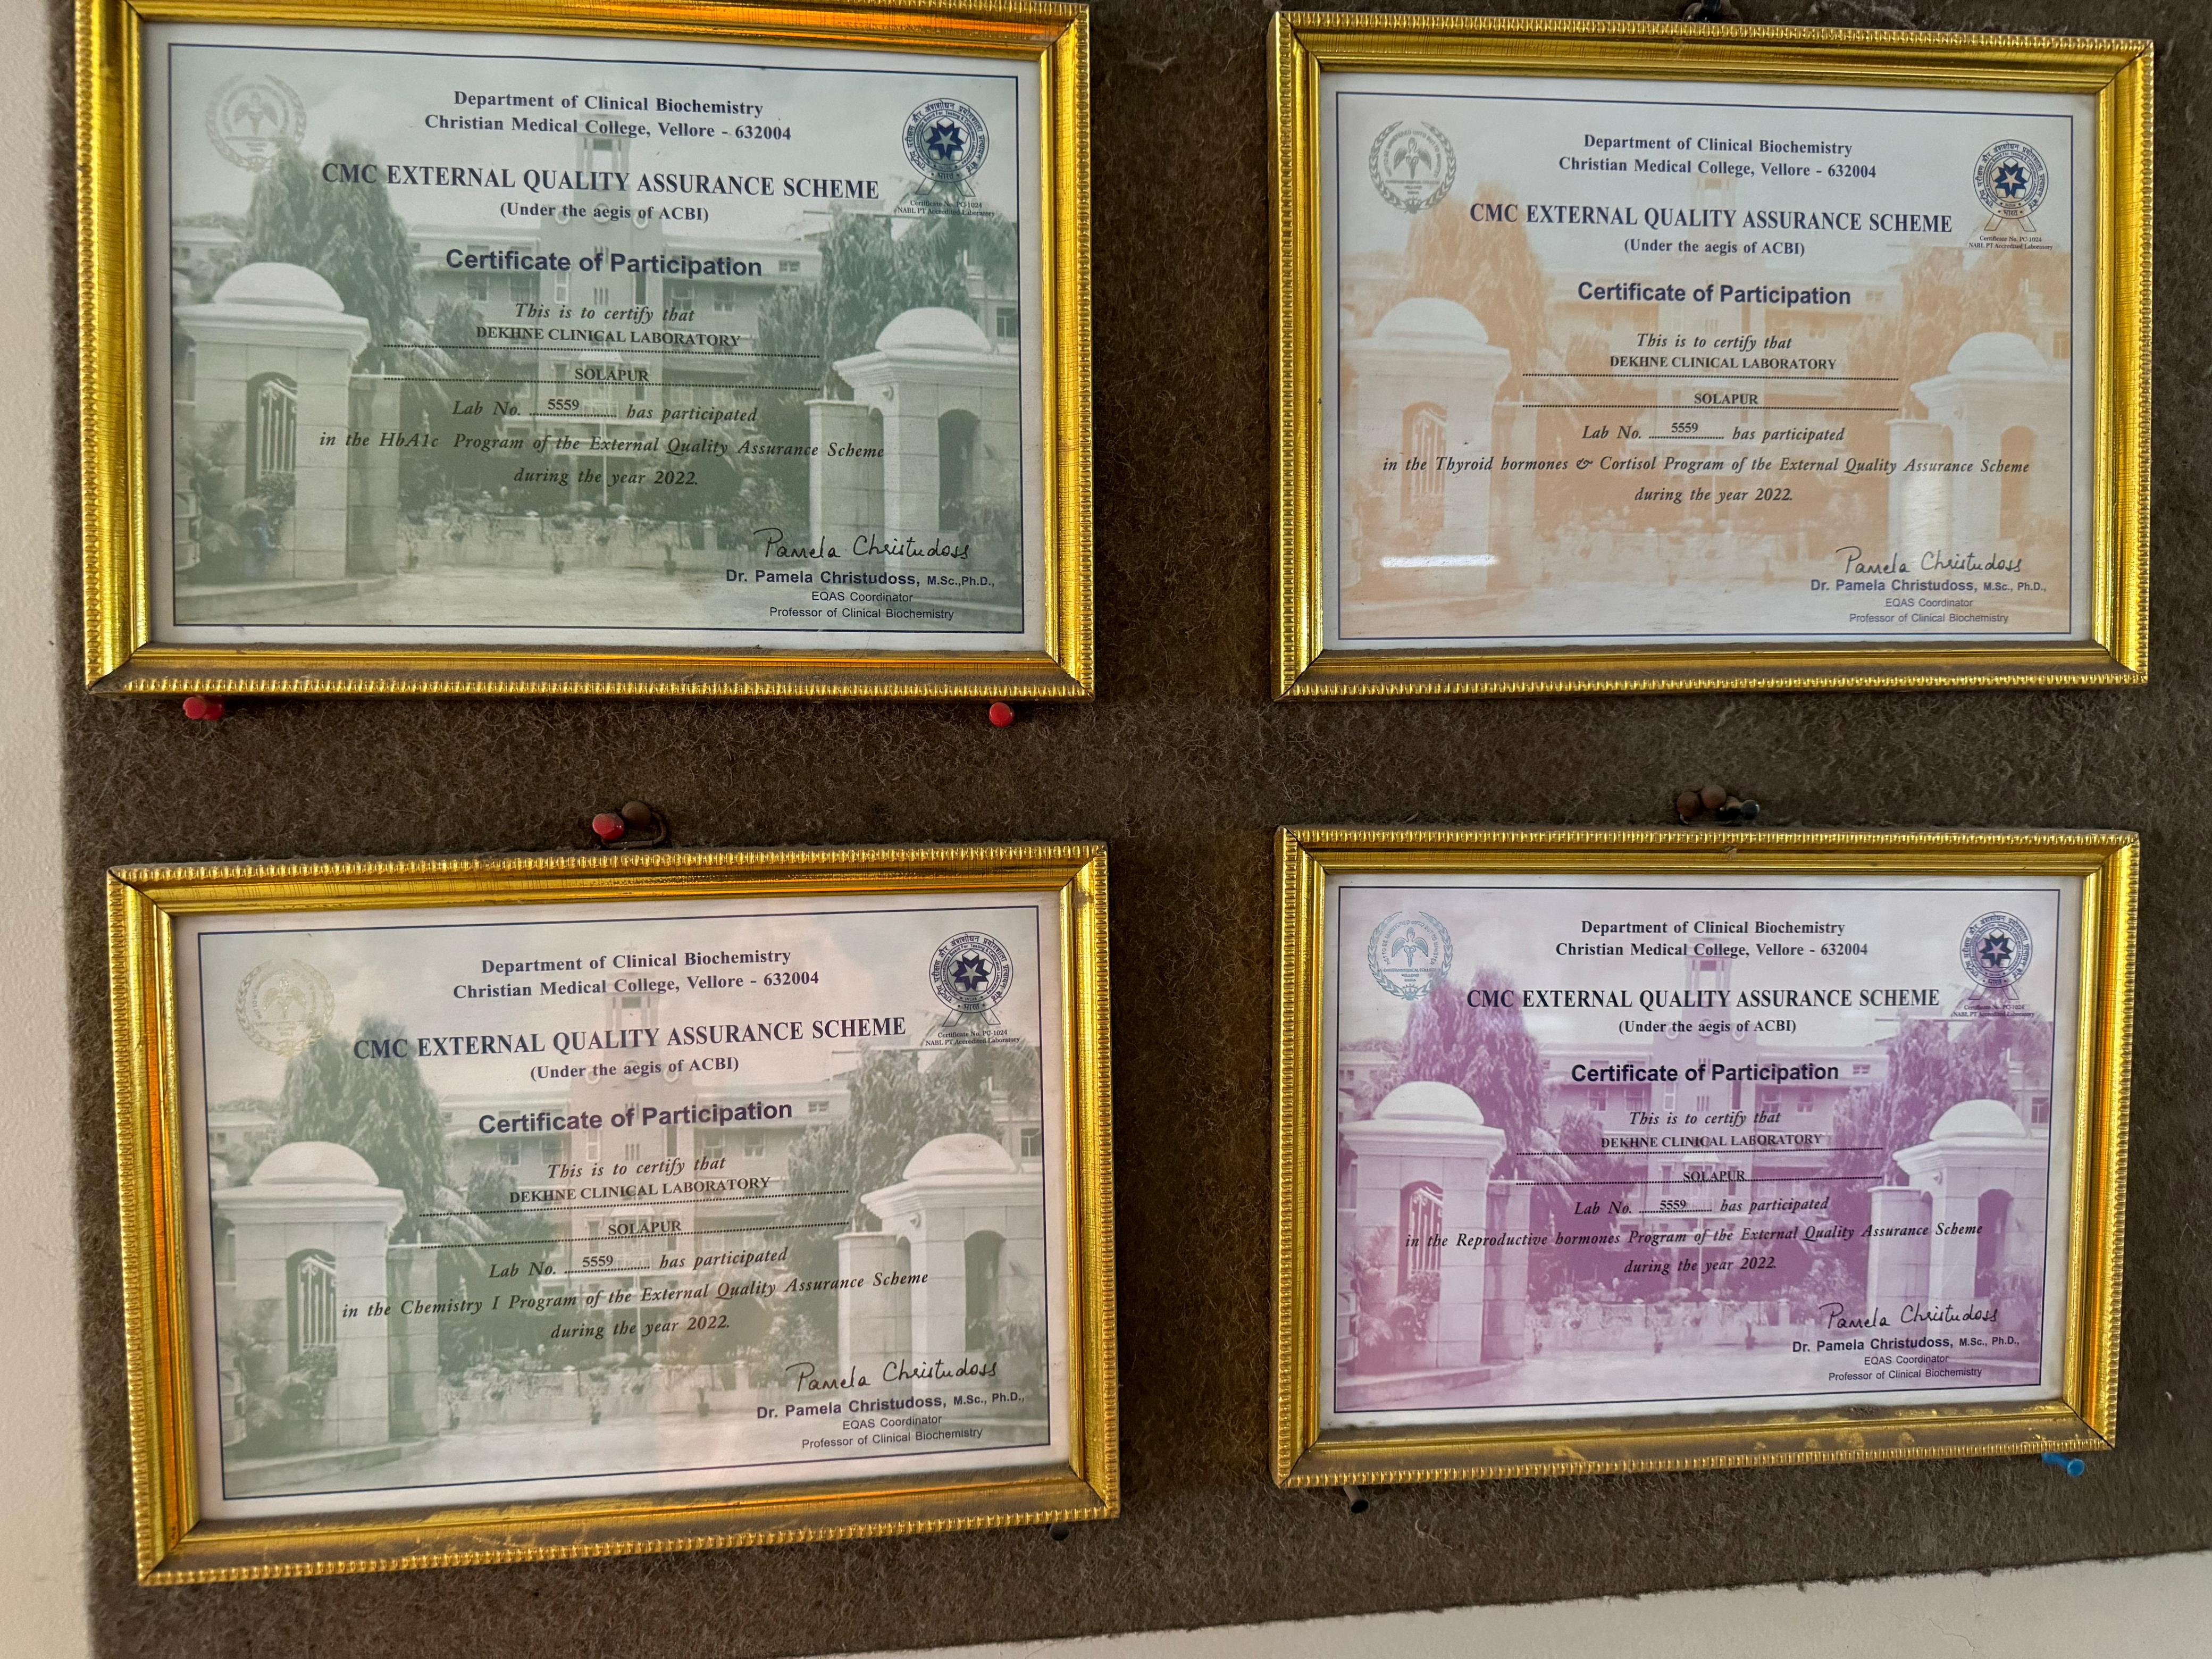 Department of Clinical Biochemistry
Christian Medical College, Vellore - 632004
CMC EXTERNAL QUALITY ASSURANCE SCHEME
(Under the aegis of ACBI)
Certificate No. PC-1024
NABL PT Accredited Laboratory
Certificate of Participation
This is to certify that
DEKHNE CLINICAL LABORATORY
SOLAPUR
Lab No. 5559 has participated
in the HbA1c Program of the External Quality Assurance Scheme
during the year 2022.
Pamela Christudoss
Dr. Pamela Christudoss, M.Sc.,Ph.D.,
EQAS Coordinator
Professor of Clinical Biochemistry
Department of Clinical Biochemistry
Christian Medical College, Vellore - 632004
CMC EXTERNAL QUALITY ASSURANCE SCHEME
(Under the aegis of ACBI)
Certificate No. PC-1024
NABL PT Accredited Laboratory
Certificate of Participation
This is to certify that
DEKHNE CLINICAL LABORATORY
SOLAPUR
Lab No. 5559 has participated
in the Thyroid hormones & Cortisol Program of the External Quality Assurance Scheme
during the year 2022.
Pamela Christudoss
Dr. Pamela Christudoss, M.Sc., Ph.D.,
EQAS Coordinator
Professor of Clinical Biochemistry
Department of Clinical Biochemistry
Christian Medical College, Vellore - 632004
CMC EXTERNAL QUALITY ASSURANCE SCHEME
(Under the aegis of ACBI)
Certificate No. PC-1024
NABL PT Accredited Laboratory
Certificate of Participation
This is to certify that
DEKHNE CLINICAL LABORATORY
SOLAPUR
Lab No. 5559 has participated
in the Chemistry I Program of the External Quality Assurance Scheme
during the year 2022.
Pamela Christudoss
Dr. Pamela Christudoss, M.Sc., Ph.D.,
EQAS Coordinator
Professor of Clinical Biochemistry
Department of Clinical Biochemistry
Christian Medical College, Vellore - 632004
CMC EXTERNAL QUALITY ASSURANCE SCHEME
(Under the aegis of ACBI)
Certificate No. PC-1024
NABL PT Accredited Laboratory
Certificate of Participation
This is to certify that
DEKHNE CLINICAL LABORATORY
SOLAPUR
Lab No. 5559 has participated
in the Reproductive hormones Program of the External Quality Assurance Scheme
during the year 2022.
Pamela Christudoss
Dr. Pamela Christudoss, M.Sc., Ph.D.,
EQAS Coordinator
Professor of Clinical Biochemistry